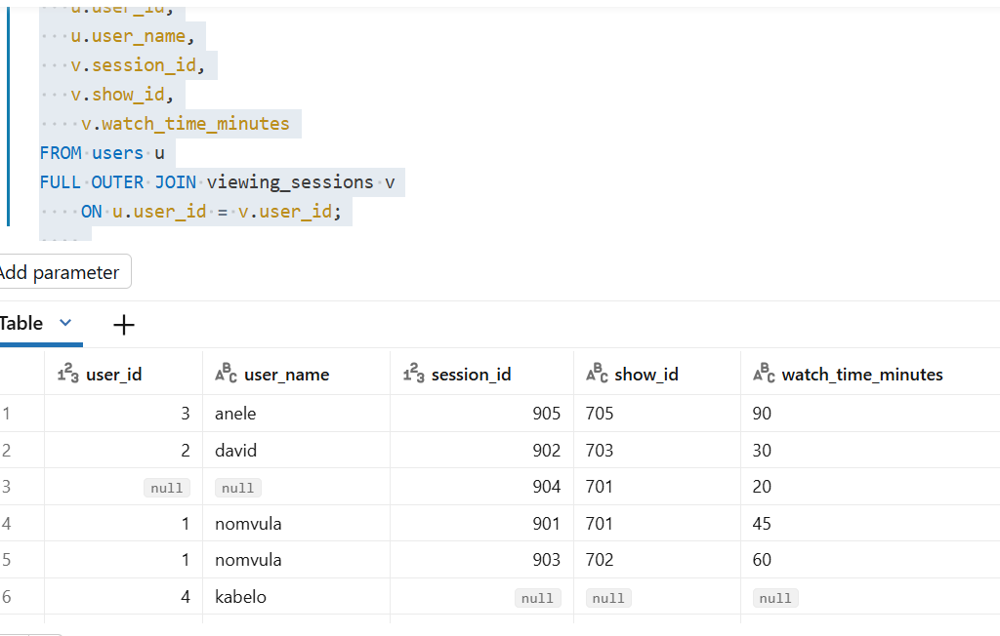 u.user_id,
u.user_name,
v.session_id,
v.show_id,
v.watch_time_minutes
FROM users u
FULL OUTER JOIN viewing_sessions v
ON u.user_id = v.user_id;
Add parameter
Table
user_id user_name session_id show_id watch_time_minutes
1 3 anele 905 705 90
2 2 david 902 703 30
3 null null 904 701 20
4 1 nomvula 901 701 45
5 1 nomvula 903 702 60
6 4 kabelo null null null